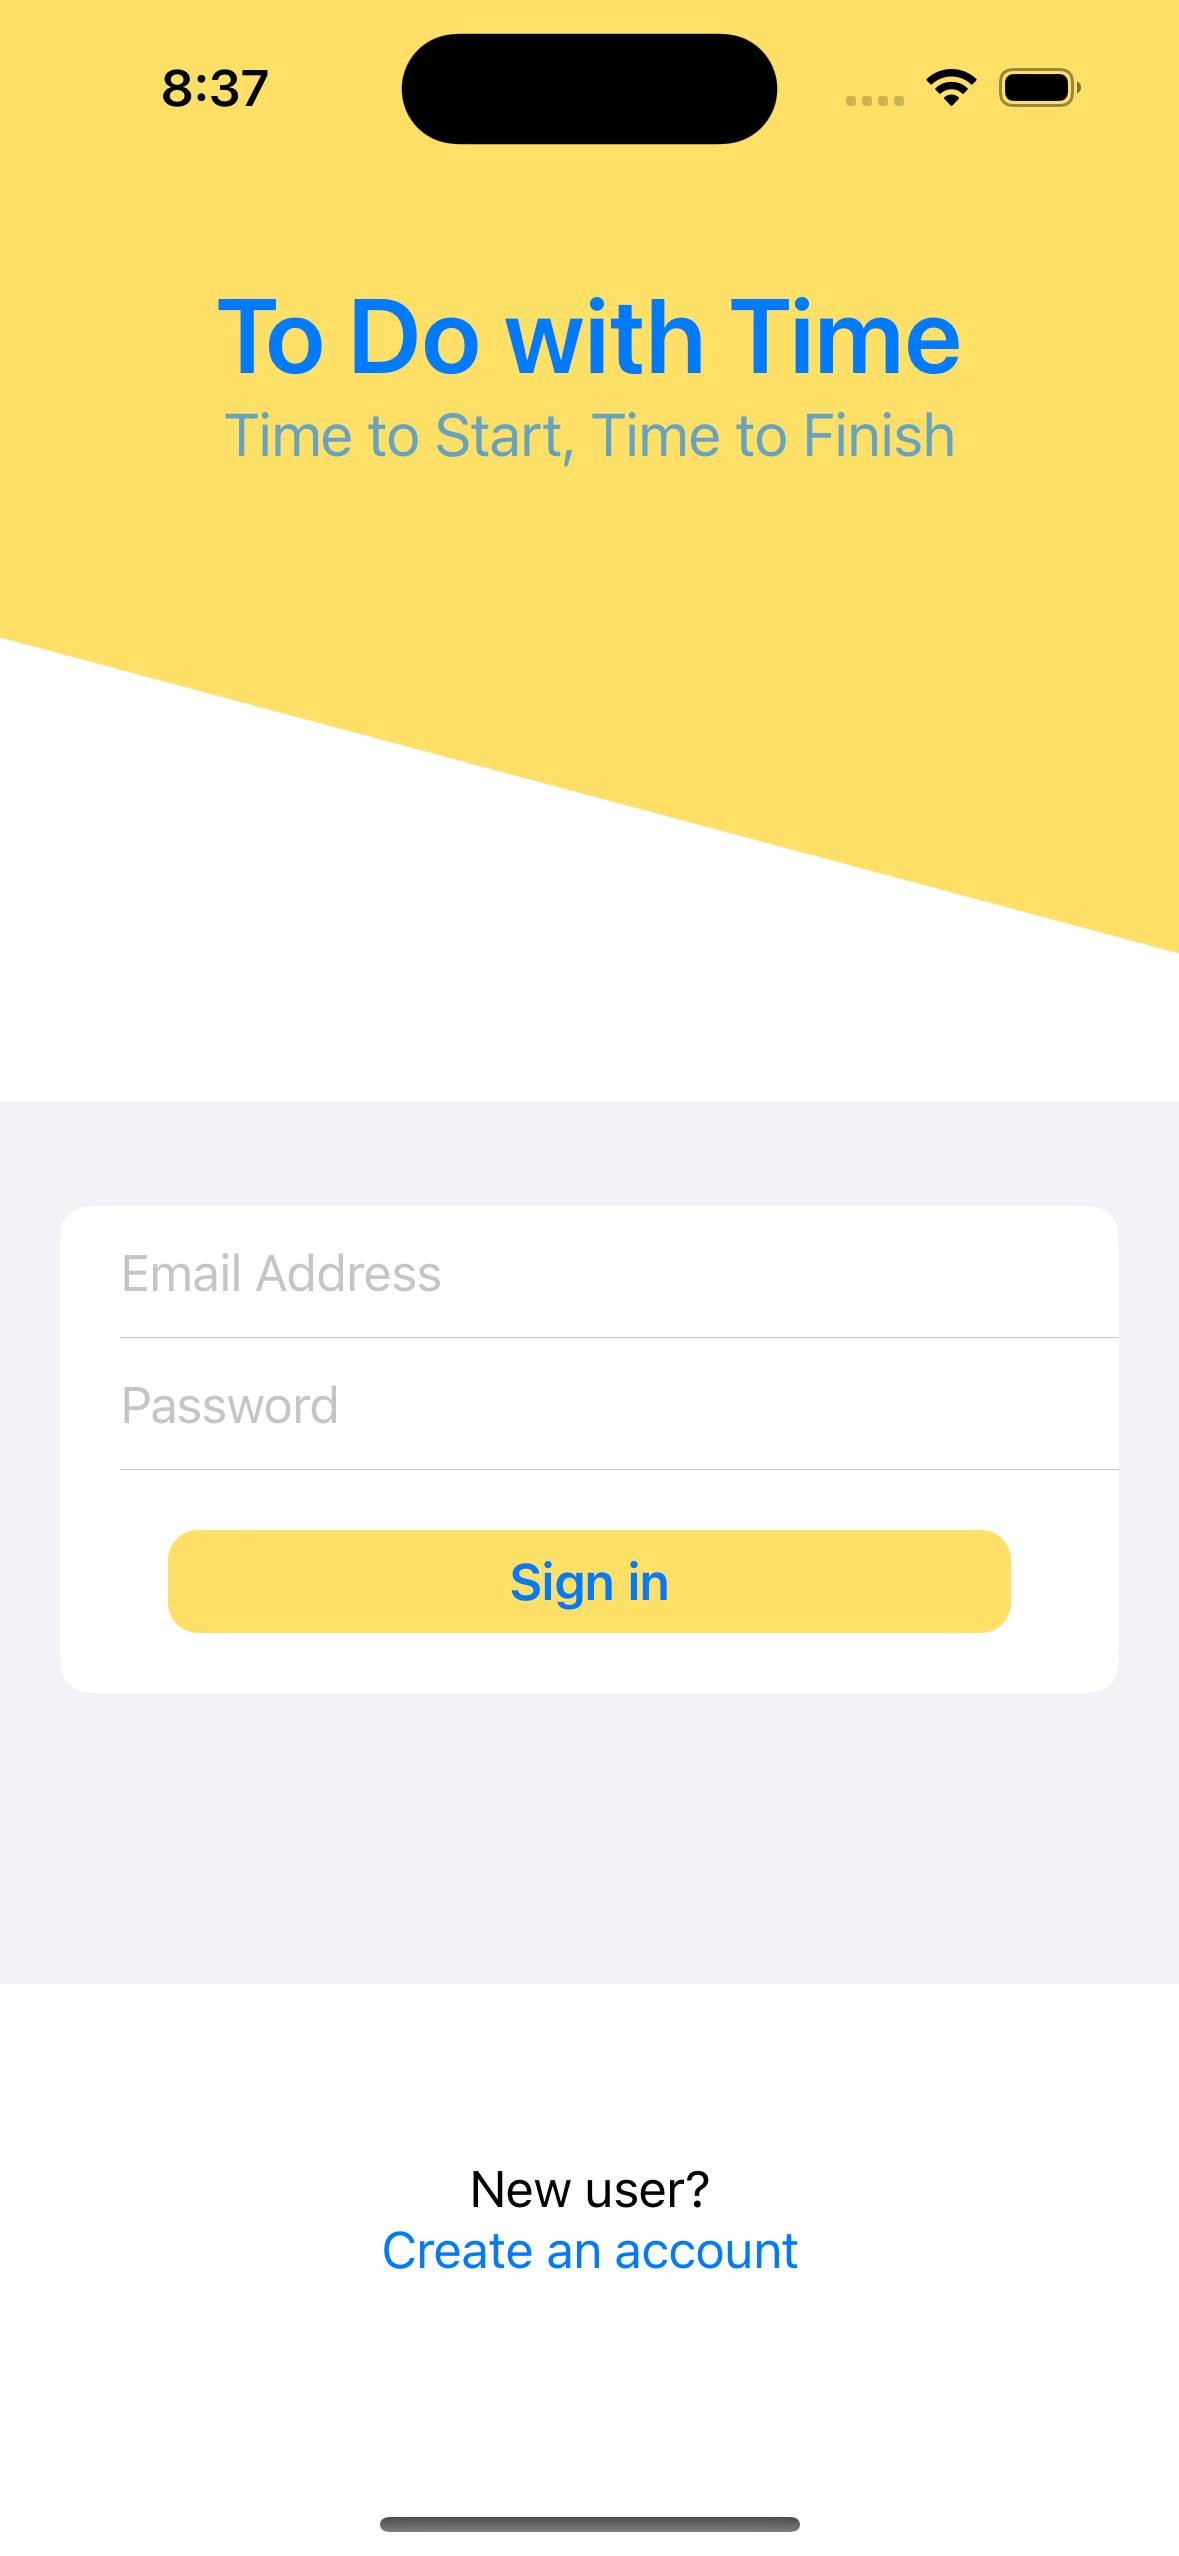 8:37
To Do with Time
Time to Start, Time to Finish
Email Address
Password
Sign in
New user?
Create an account